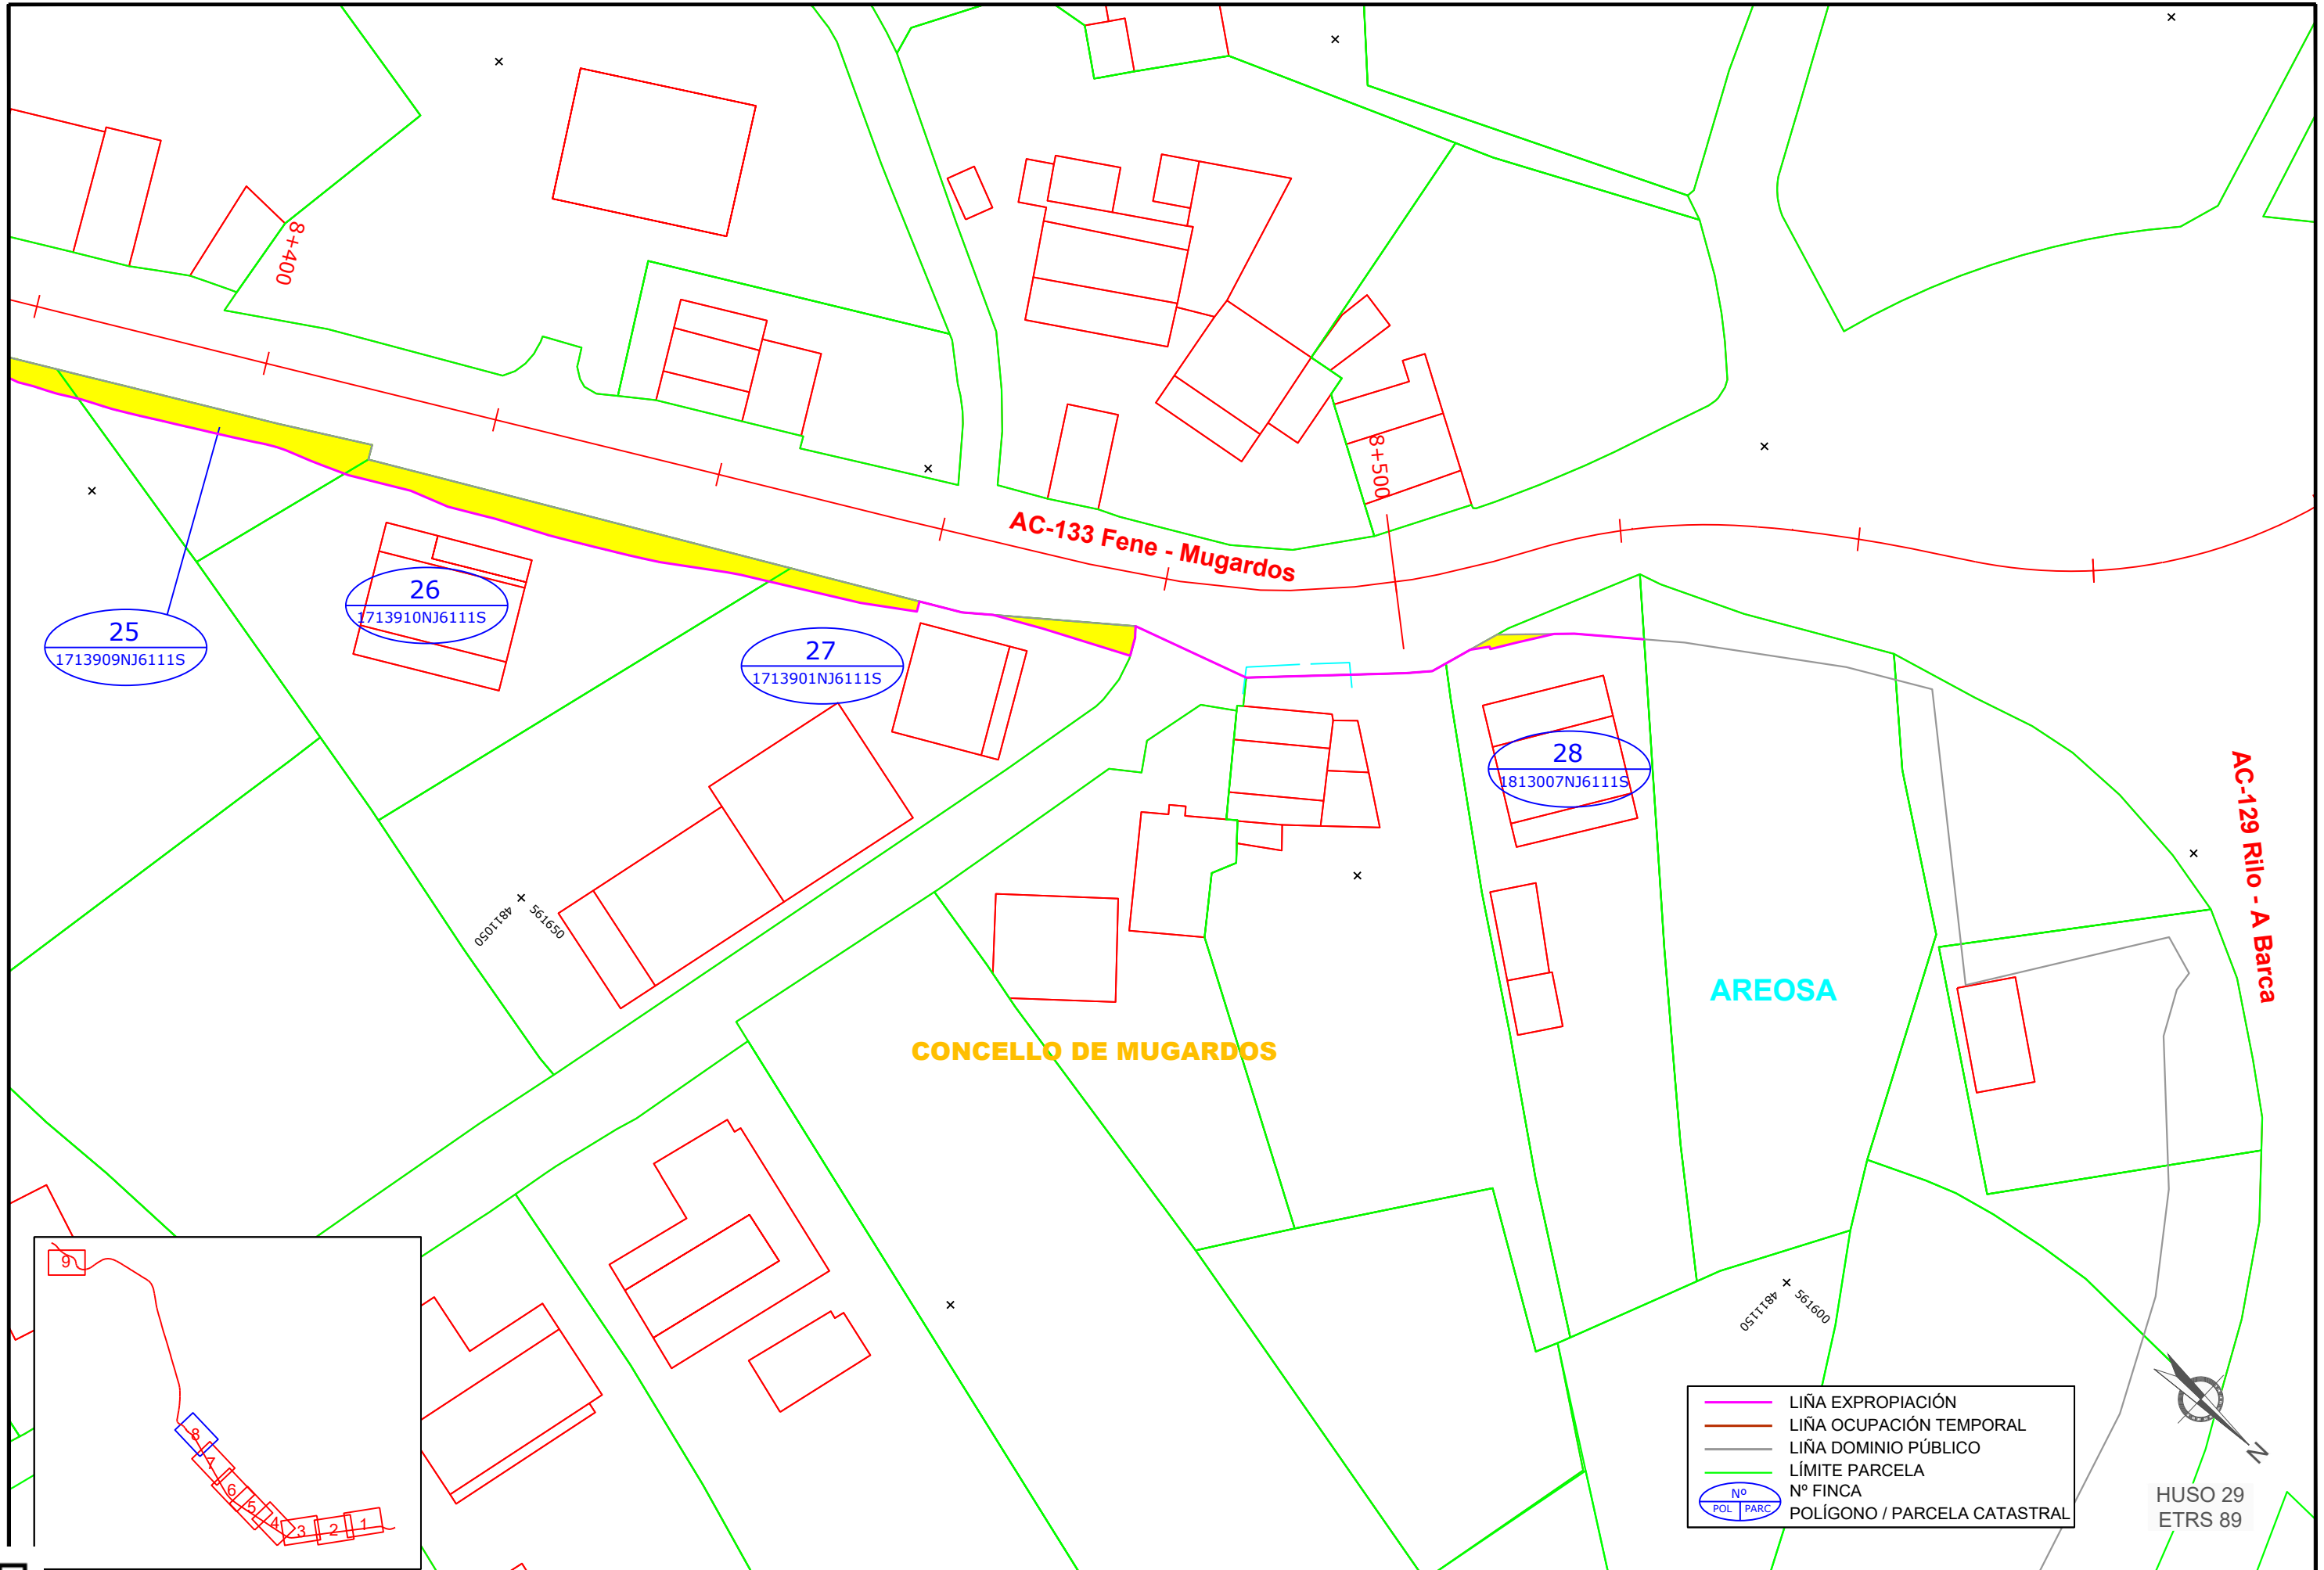 8+400
8+500
AC-133 Fene - Mugardos
26
1713910NJ6111S
25
1713909NJ6111S
27
1713901NJ6111S
28
1813007NJ6111S
AC-129 Rilo - A Barca
4811050
561650
AREOSA
CONCELLO DE MUGARDOS
4811150
561600
9
8
7
6
5
4
3
2
1
LIÑA EXPROPIACIÓN
LIÑA OCUPACIÓN TEMPORAL
LIÑA DOMINIO PÚBLICO
LÍMITE PARCELA
Nº
POL PARC
Nº FINCA
POLÍGONO / PARCELA CATASTRAL
N
HUSO 29
ETRS 89